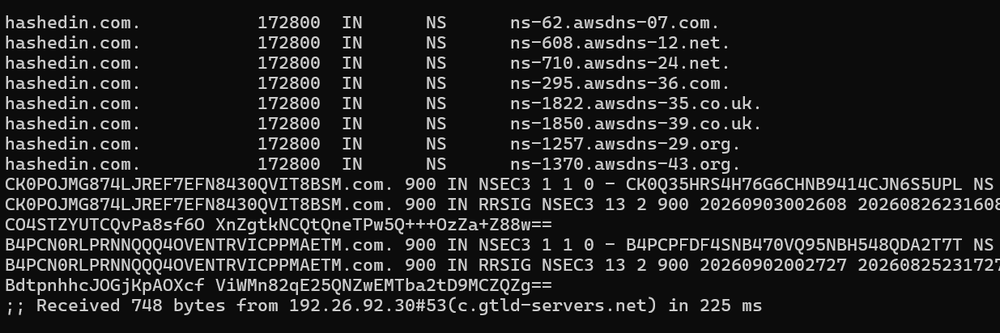 hashedin.com. 172800 IN NS ns-62.awsdns-07.com.
hashedin.com. 172800 IN NS ns-608.awsdns-12.net.
hashedin.com. 172800 IN NS ns-710.awsdns-24.net.
hashedin.com. 172800 IN NS ns-295.awsdns-36.com.
hashedin.com. 172800 IN NS ns-1822.awsdns-35.co.uk.
hashedin.com. 172800 IN NS ns-1850.awsdns-39.co.uk.
hashedin.com. 172800 IN NS ns-1257.awsdns-29.org.
hashedin.com. 172800 IN NS ns-1370.awsdns-43.org.
CK0POJMG874LJREF7EFN8430QVIT8BSM.com. 900 IN NSEC3 1 1 0 - CK0Q35HRS4H76G6CHNB9414CJN6S5UPL NS
CK0POJMG874LJREF7EFN8430QVIT8BSM.com. 900 IN RRSIG NSEC3 13 2 900 20260903002608 20260826231608
CO4STZYUTCQvPa8sf6O XnZgtkNCQtQneTPw5Q+++OzZa+Z88w==
B4PCN0RLPRNNQQQ4OVENTRVICPPMAETM.com. 900 IN NSEC3 1 1 0 - B4PCPFDF4SNB470VQ95NBH548QDA2T7T NS
B4PCN0RLPRNNQQQ4OVENTRVICPPMAETM.com. 900 IN RRSIG NSEC3 13 2 900 20260902002727 20260825231727
BdtpnhhcJOGjKpAOXcf ViWMn82qE25QNZwEMTba2tD9MCZQZg==
;; Received 748 bytes from 192.26.92.30#53(c.gtld-servers.net) in 225 ms